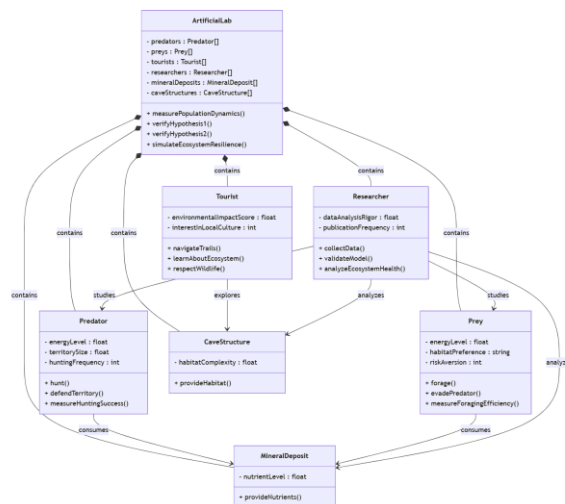 ArtificialLab
- predators : Predator[]
- preys : Prey[]
- tourists : Tourist[]
- researchers : Researcher[]
- mineralDeposits : MineralDeposit[]
- caveStructures : CaveStructure[]
+ measurePopulationDynamics()
+ verifyHypothesis1()
+ verifyHypothesis2()
+ simulateEcosystemResilience()
contains
contains
Tourist
- environmentalImpactScore : float
- interestInLocalCulture : int
+ navigateTrails()
+ learnAboutEcosystem()
+ respectWildlife()
Researcher
- dataAnalysisRigor : float
- publicationFrequency : int
+ collectData()
+ validateModel()
+ analyzeEcosystemHealth()
contains
contains
contains
contains
studies
explores
analyzes
studies
Predator
- energyLevel : float
- territorySize : float
- huntingFrequency : int
+ hunt()
+ defendTerritory()
+ measureHuntingSuccess()
CaveStructure
- habitatComplexity : float
+ provideHabitat()
Prey
- energyLevel : float
- habitatPreference : string
- riskAversion : int
+ forage()
+ evadePredator()
+ measureForagingEfficiency()
analyz
consumes
consumes
MineralDeposit
- nutrientLevel : float
+ provideNutrients()